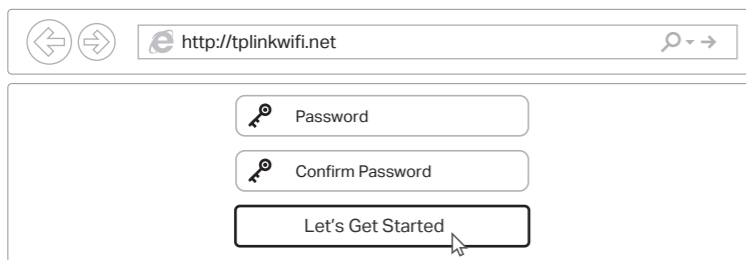 http://tplinkwifi.net
Password
Confirm Password
Let's Get Started